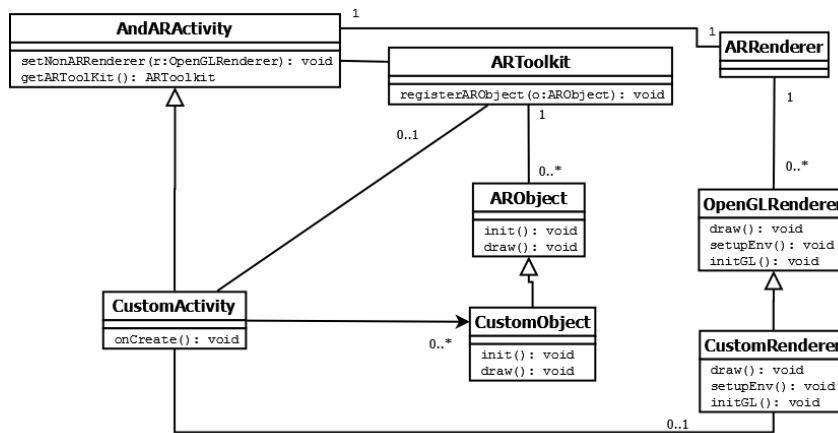 AndARActivity
setNonARRenderer(r:OpenGLRenderer): void
getARToolKit(): ARToolkit
1
1
ARRenderer
1
0..*
ARToolkit
registerARObject(o:ARObject): void
0..1
1
0..*
ARObject
init(): void
draw(): void
OpenGLRenderer
draw(): void
setupEnv(): void
initGL(): void
CustomActivity
onCreate(): void
0..*
CustomObject
init(): void
draw(): void
CustomRenderer
draw(): void
setupEnv(): void
initGL(): void
0..1